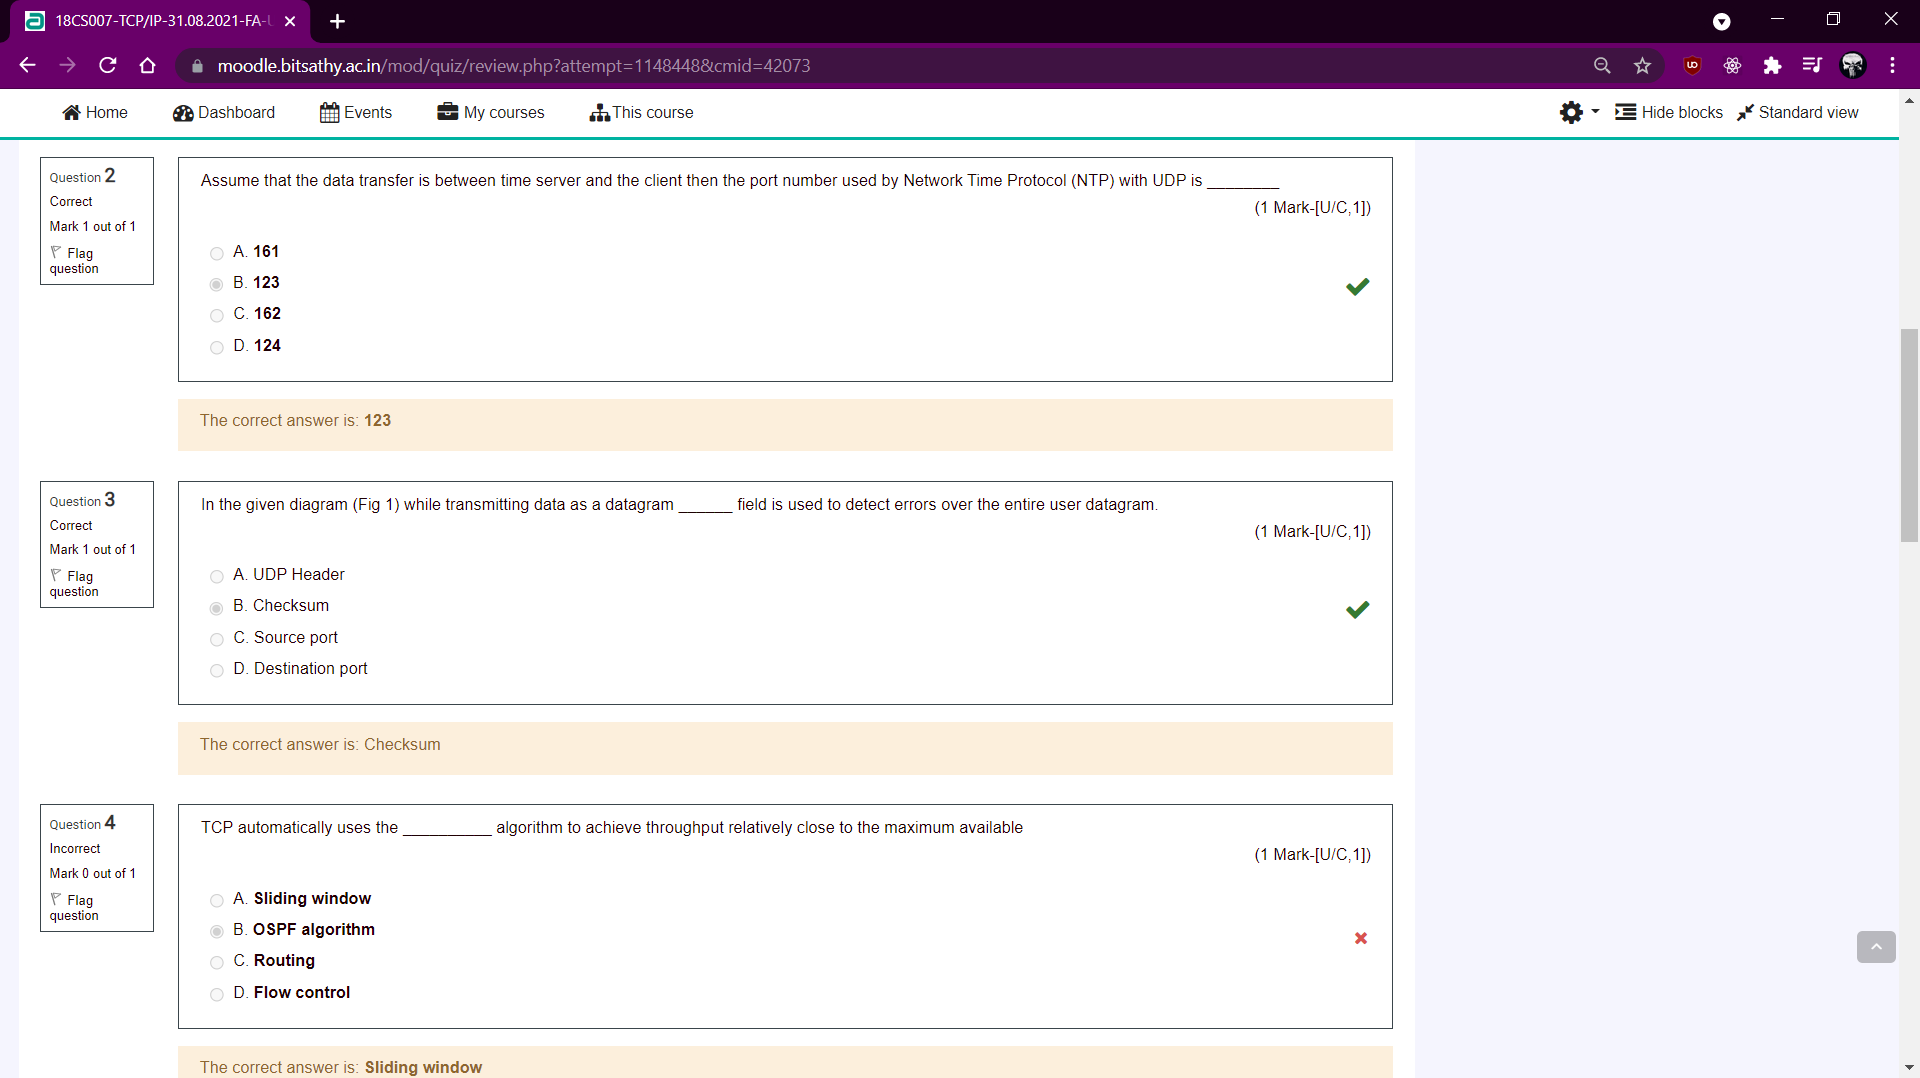 18CS007-TCP/IP-31.08.2021-FA-
moodle.bitsathy.ac.in/mod/quiz/review.php?attempt=1148448&cmid=42073
Home Dashboard Events My courses This course Hide blocks Standard view
Question 2
Correct
Mark 1 out of 1
Flag
question
Assume that the data transfer is between time server and the client then the port number used by Network Time Protocol (NTP) with UDP is ________
(1 Mark-[U/C,1])
A. 161
B. 123
C. 162
D. 124
The correct answer is: 123
Question 3
Correct
Mark 1 out of 1
Flag
question
In the given diagram (Fig 1) while transmitting data as a datagram ______ field is used to detect errors over the entire user datagram.
(1 Mark-[U/C,1])
A. UDP Header
B. Checksum
C. Source port
D. Destination port
The correct answer is: Checksum
Question 4
Incorrect
Mark 0 out of 1
Flag
question
TCP automatically uses the __________ algorithm to achieve throughput relatively close to the maximum available
(1 Mark-[U/C,1])
A. Sliding window
B. OSPF algorithm
C. Routing
D. Flow control
The correct answer is: Sliding window